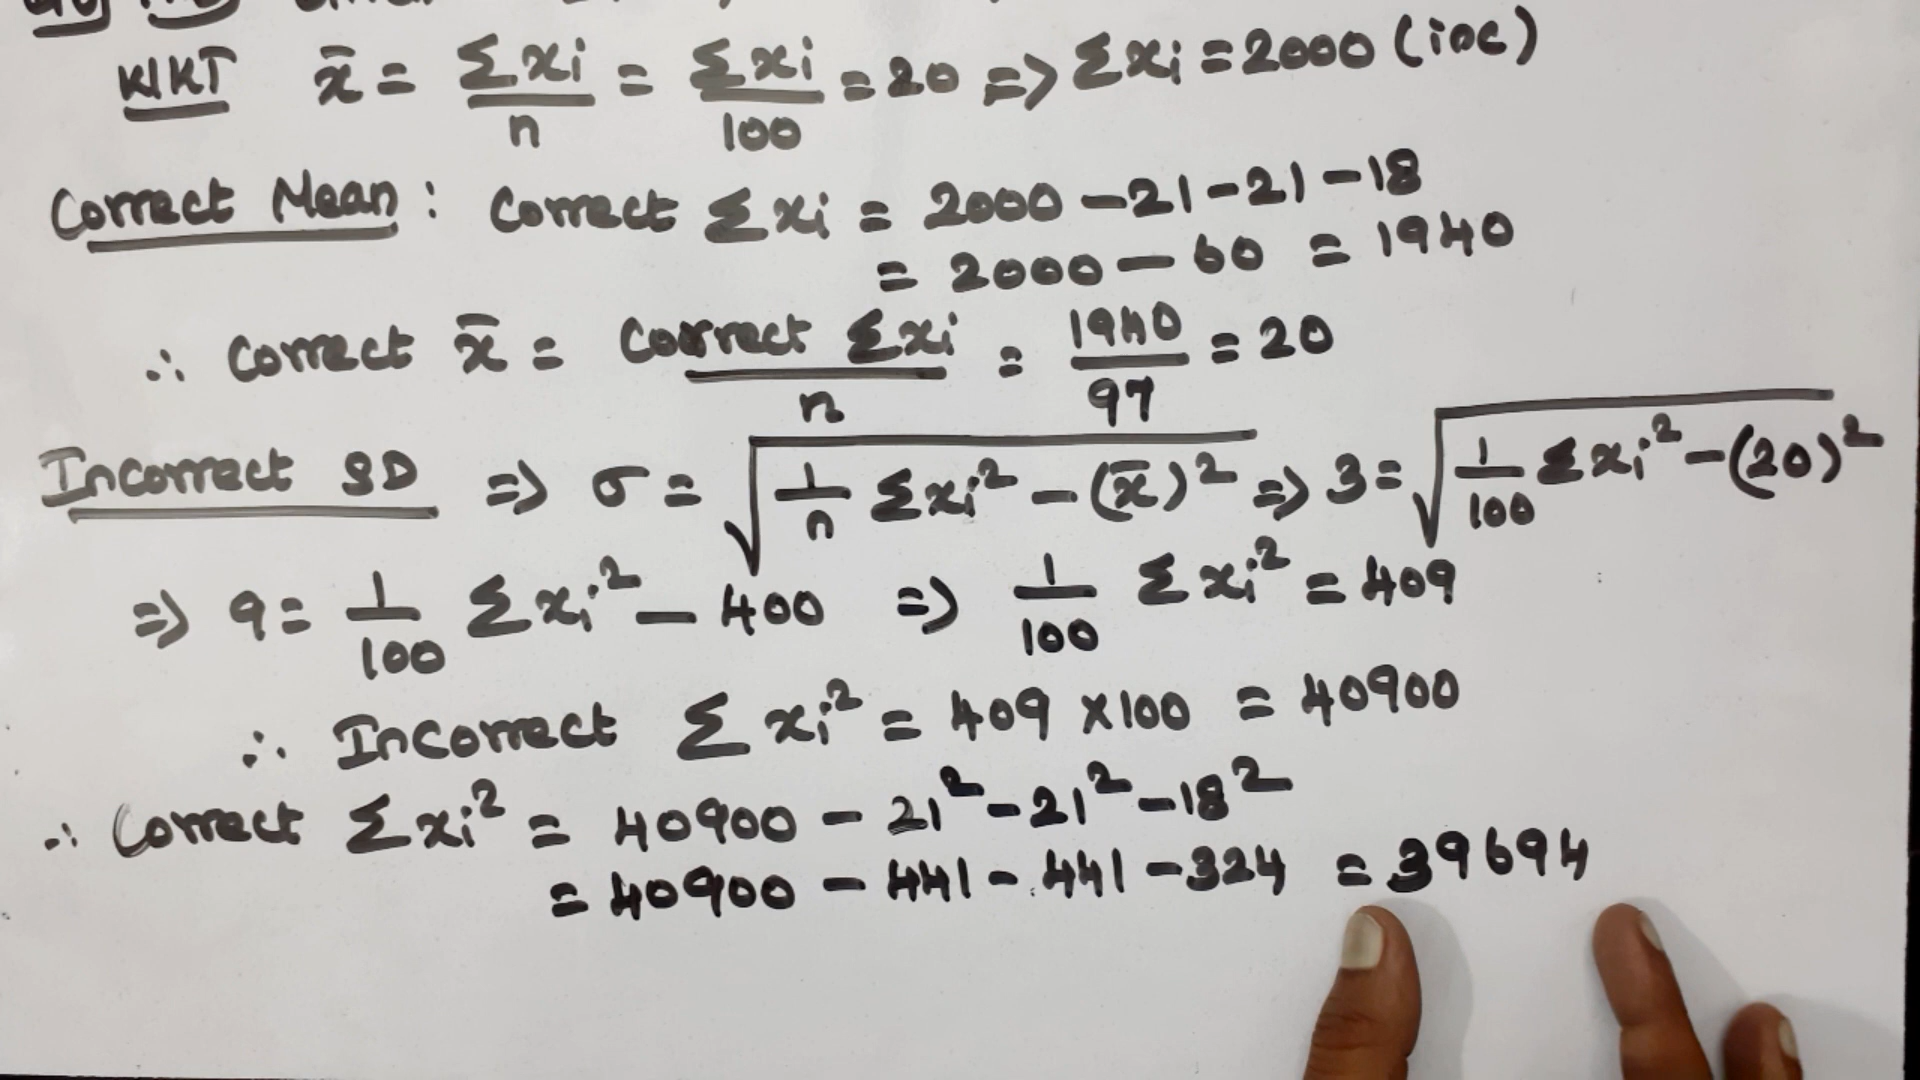 WKT x̄ = Σxi/n = Σxi/100 = 20 => Σxi = 2000 (inc)
Correct Mean : Correct Σxi = 2000 - 21 - 21 - 18
= 2000 - 60 = 1940
∴ Correct x̄ = Correct Σxi/n = 1940/97 = 20
Incorrect SD => σ = √(1/n Σxi² - (x̄)²) => 3 = √(1/100 Σxi² - (20)²)
=> 9 = 1/100 Σxi² - 400 => 1/100 Σxi² = 409
∴ Incorrect Σxi² = 409 x 100 = 40900
∴ Correct Σxi² = 40900 - 21² - 21² - 18²
= 40900 - 441 - 441 - 324 = 39694